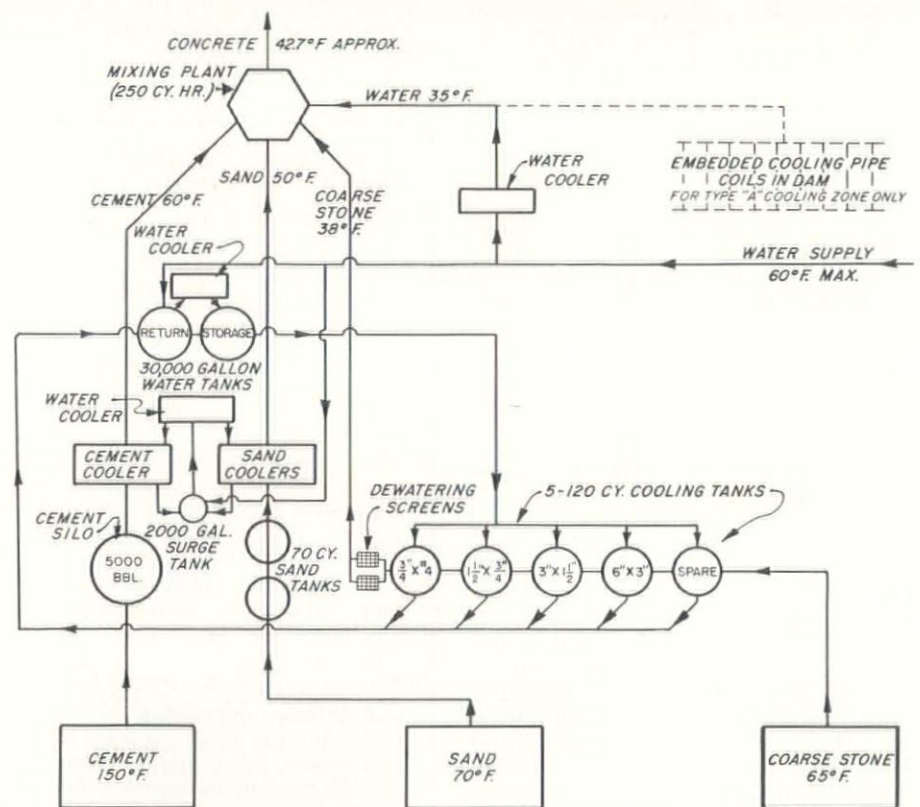 CONCRETE 42.7°F APPROX.
MIXING PLANT
(250 CY. HR.)
WATER 35°F.
WATER
COOLER
EMBEDDED COOLING PIPE
COILS IN DAM
FOR TYPE "A" COOLING ZONE ONLY
CEMENT 60°F.
SAND 50°F.
COARSE
STONE
38°F.
WATER
COOLER
WATER SUPPLY
60°F. MAX.
RETURN
STORAGE
30,000 GALLON
WATER TANKS
WATER
COOLER
CEMENT
COOLER
SAND
COOLERS
CEMENT
SILO
2000 GAL.
SURGE
TANK
DEWATERING
SCREENS
5-120 CY. COOLING TANKS
5000
BBL.
70 CY.
SAND
TANKS
3/4" X #4
1 1/2" X 3/4"
3" X 1 1/2"
6" X 3"
SPARE
CEMENT
150°F.
SAND
70°F.
COARSE STONE
65°F.